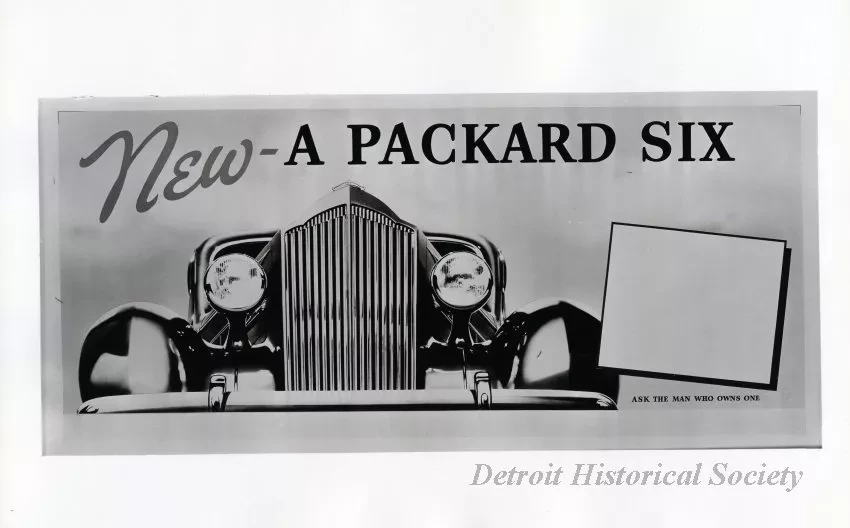 New - A PACKARD SIX
ASK THE MAN WHO OWNS ONE
Detroit Historical Society